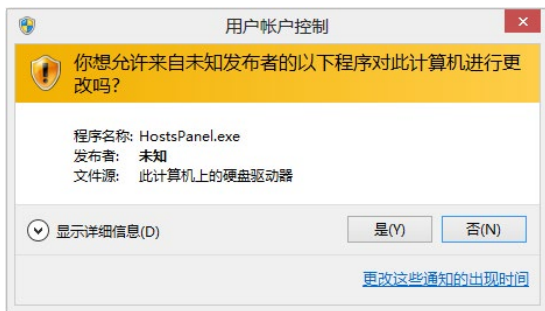 用户帐户控制
你想允许来自未知发布者的以下程序对此计算机进行更
改吗?
程序名称: HostsPanel.exe
发布者: 未知
文件源: 此计算机上的硬盘驱动器
显示详细信息(D)
是(Y)
否(N)
更改这些通知的出现时间